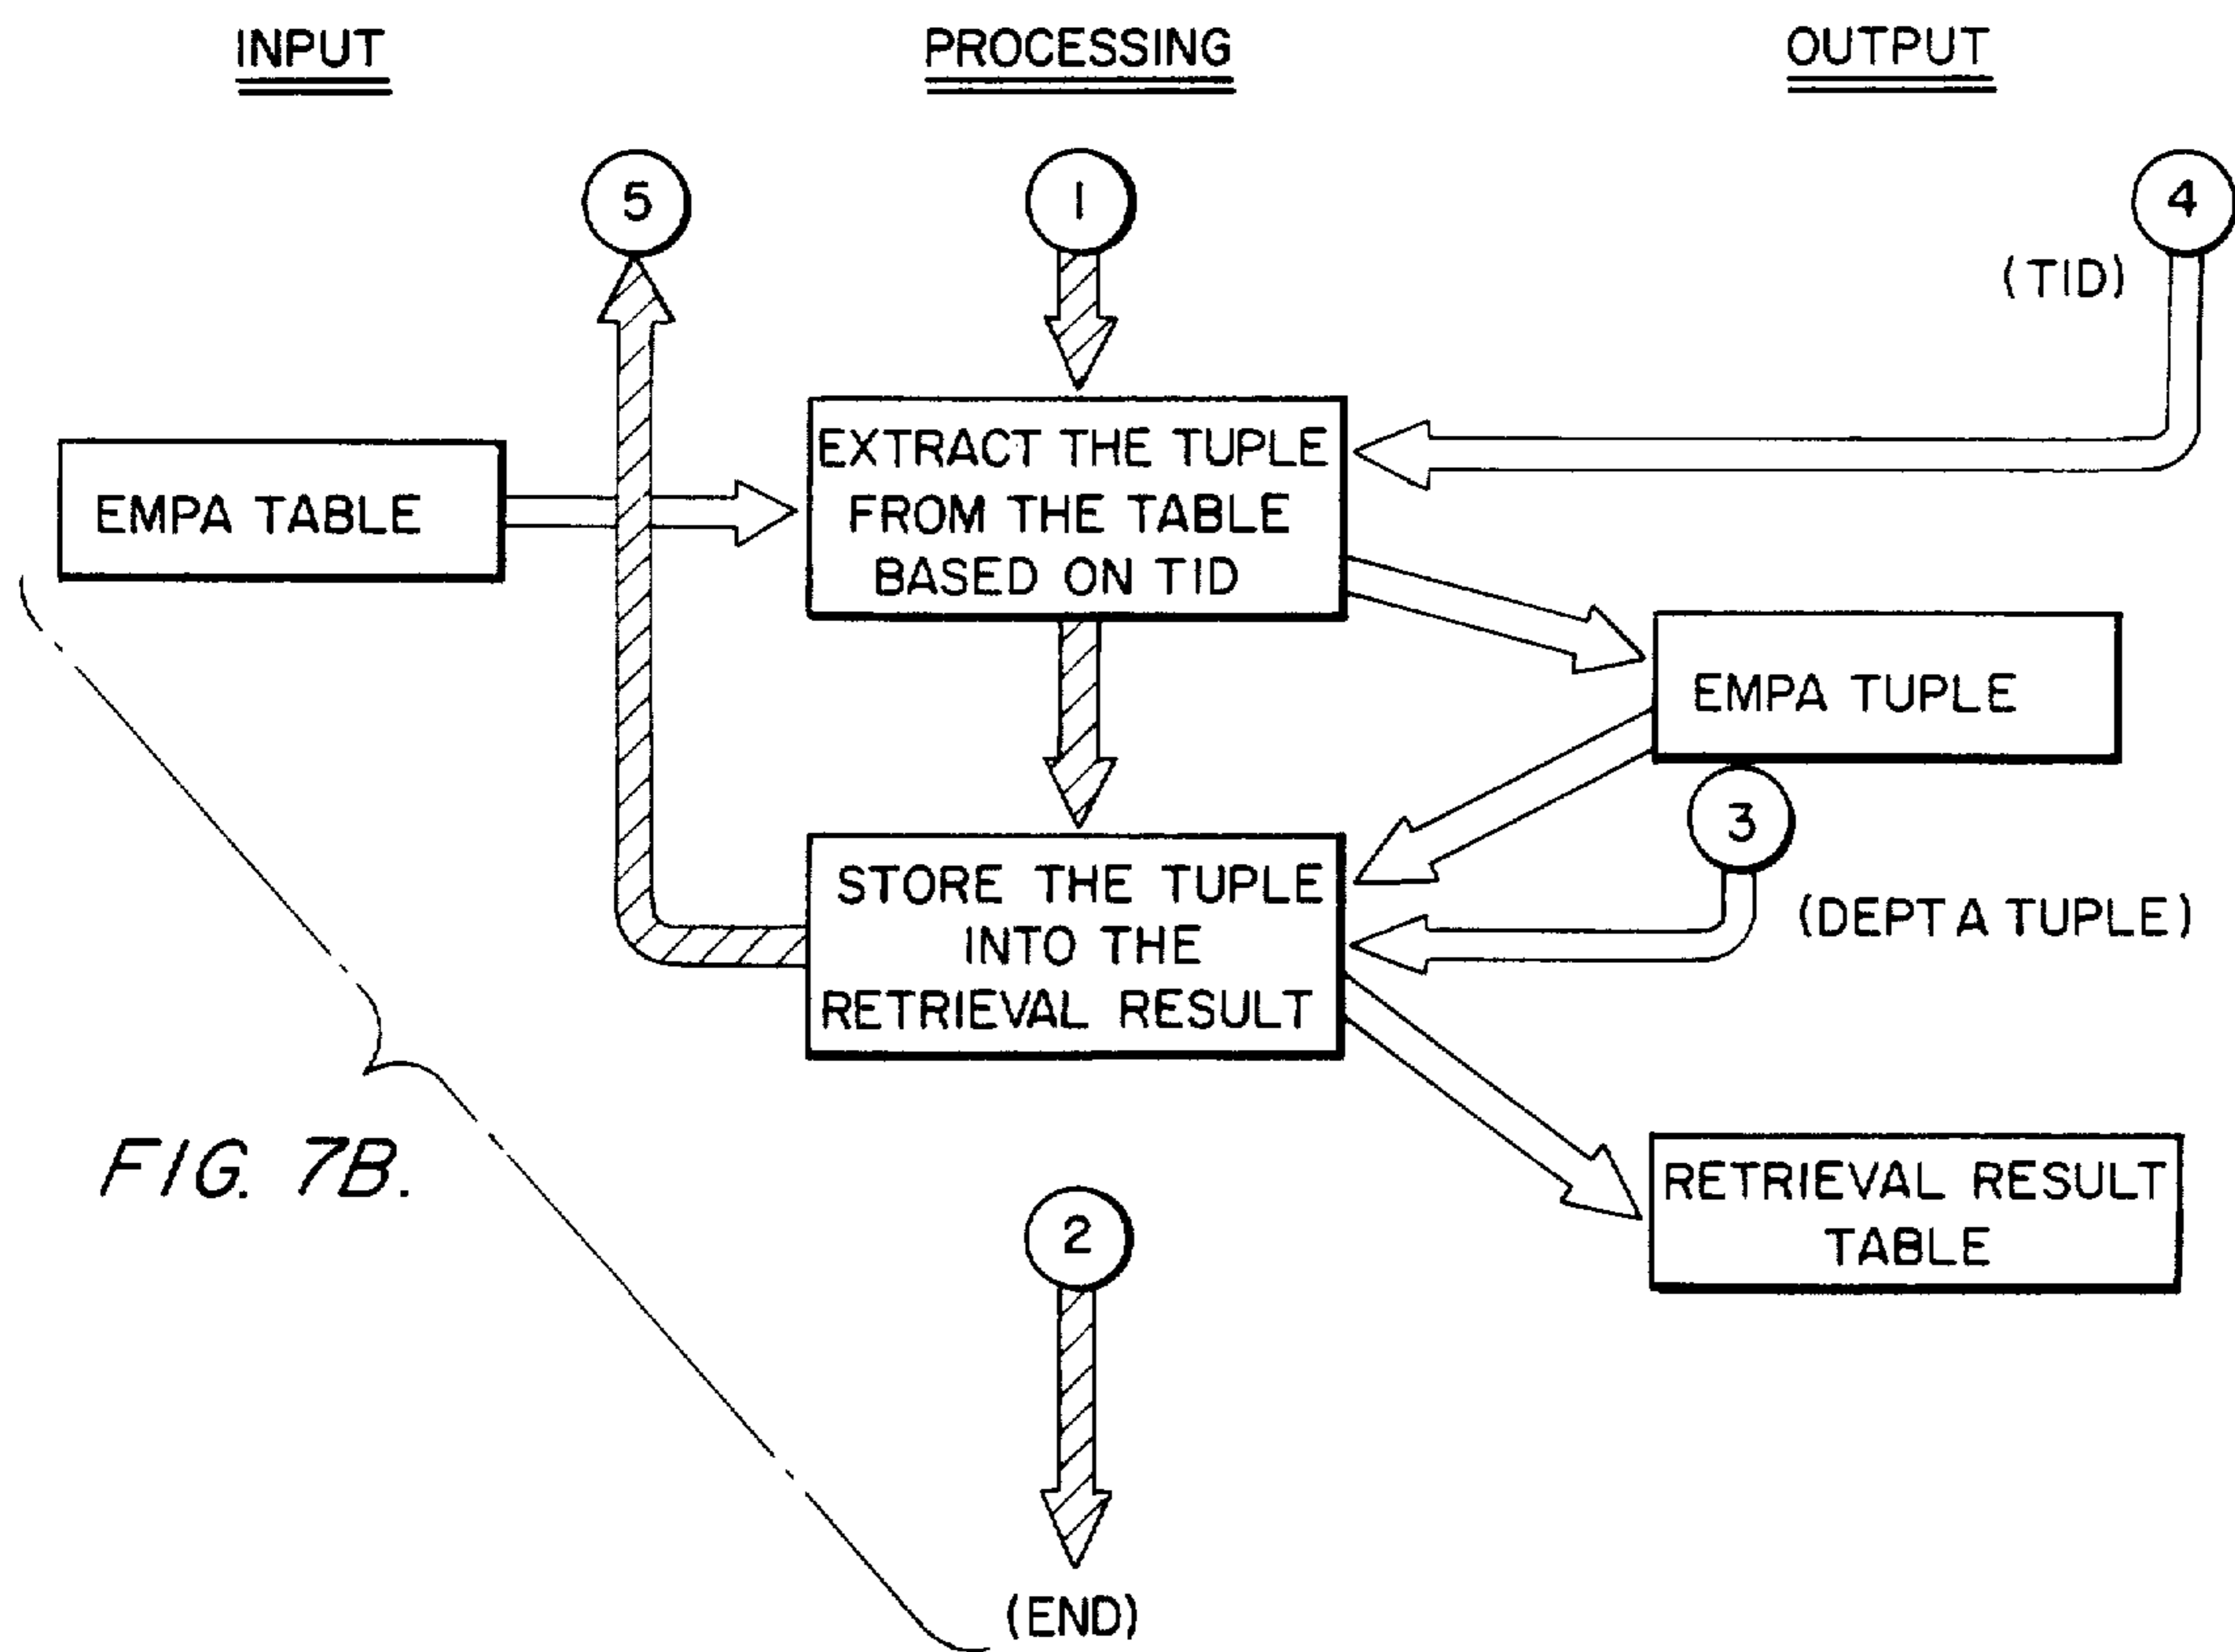 INPUT
PROCESSING
OUTPUT
5
1
4
(TID)
EMPA TABLE
EXTRACT THE TUPLE
FROM THE TABLE
BASED ON TID
EMPA TUPLE
3
(DEPT A TUPLE)
STORE THE TUPLE
INTO THE
RETRIEVAL RESULT
RETRIEVAL RESULT
TABLE
FIG. 7B.
2
(END)